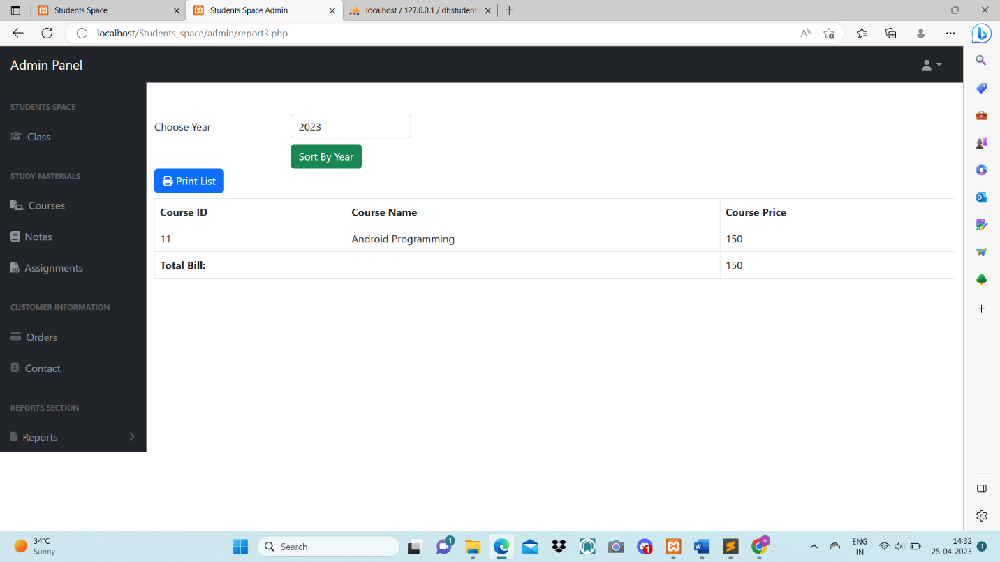 Students Space
Students Space Admin
localhost / 127.0.0.1 / dbstudent
localhost/Students_space/admin/report3.php
Admin Panel
STUDENTS SPACE
Class
STUDY MATERIALS
Courses
Notes
Assignments
CUSTOMER INFORMATION
Orders
Contact
REPORTS SECTION
Reports
Choose Year
2023
Sort By Year
Print List
Course ID Course Name Course Price
11 Android Programming 150
Total Bill: 150
34°C
Sunny
Search
1
1
a
ENG
IN
14:32
25-04-2023
1